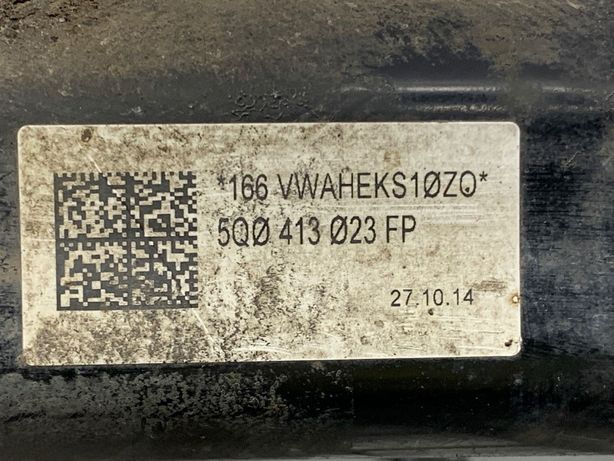 *166 VWAHEKS1ØZO*
5QØ 413 Ø23 FP
27.10.14